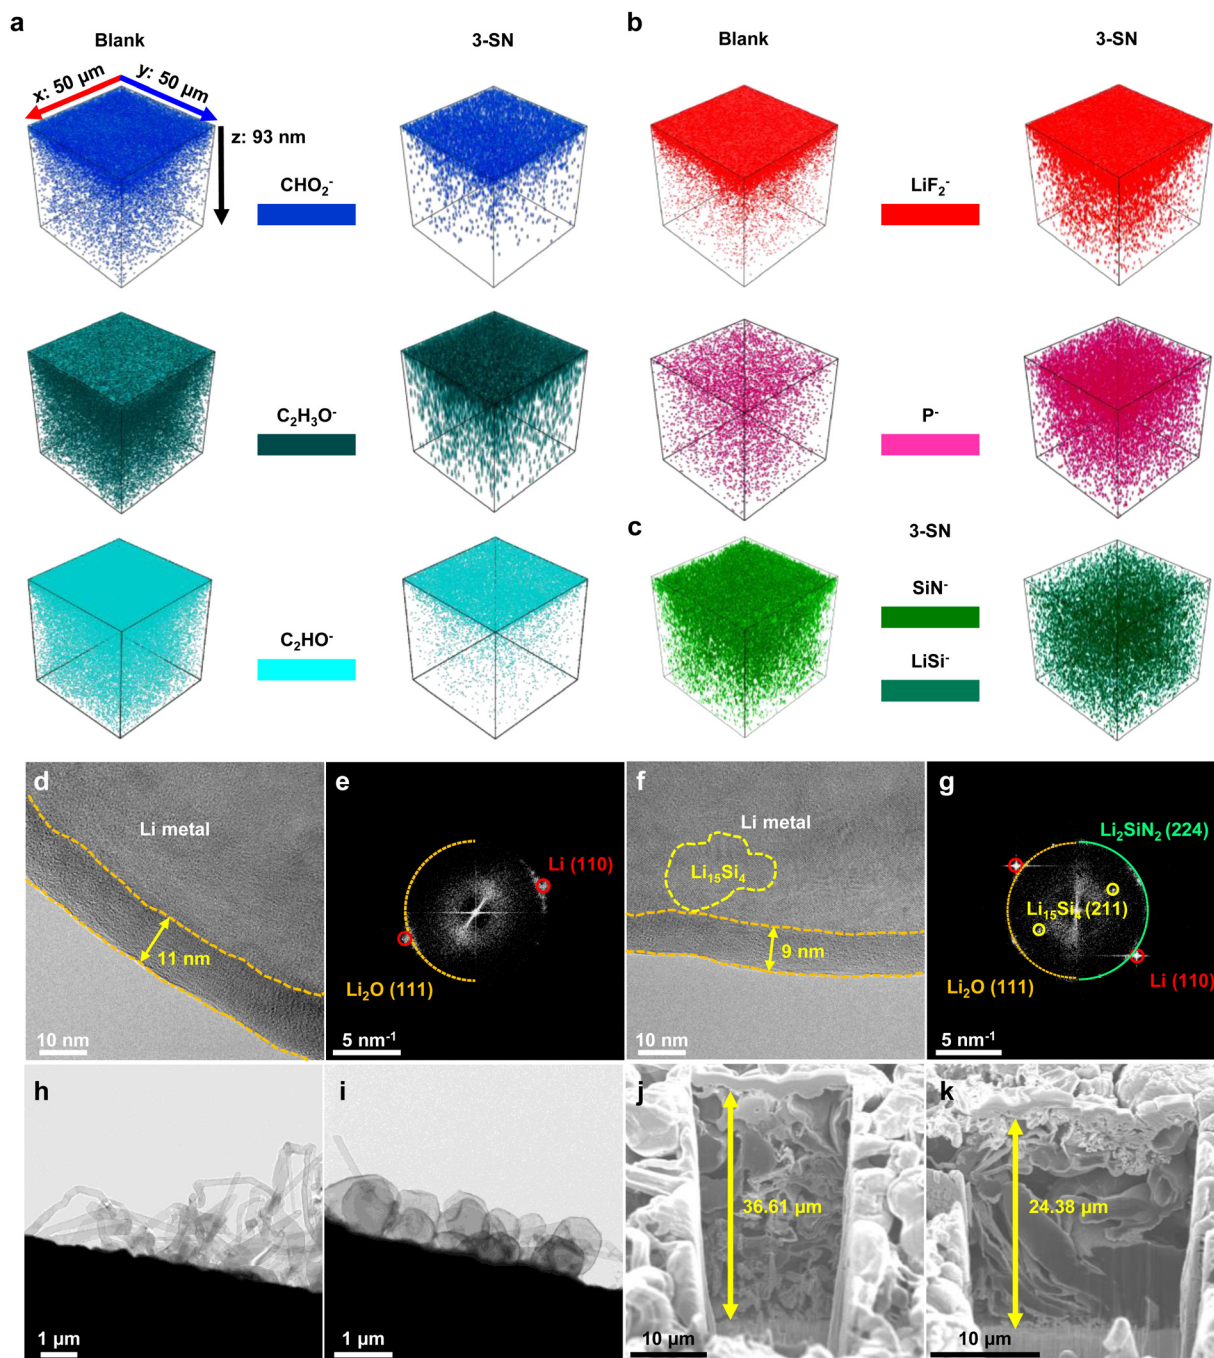 a
Blank
3-SN
x: 50 µm
y: 50 µm
z: 93 nm
CHO₂⁻
C₂H₃O⁻
C₂HO⁻
b
Blank
3-SN
LiF₂⁻
P⁻
c
3-SN
SiN⁻
LiSi⁻
d
Li metal
11 nm
10 nm
e
Li (110)
Li₂O (111)
5 nm⁻¹
f
Li metal
Li₁₅Si₄
9 nm
10 nm
g
Li₂SiN₂ (224)
Li₁₅Si₄ (211)
Li₂O (111)
Li (110)
5 nm⁻¹
h
1 µm
i
1 µm
j
36.61 µm
10 µm
k
24.38 µm
10 µm